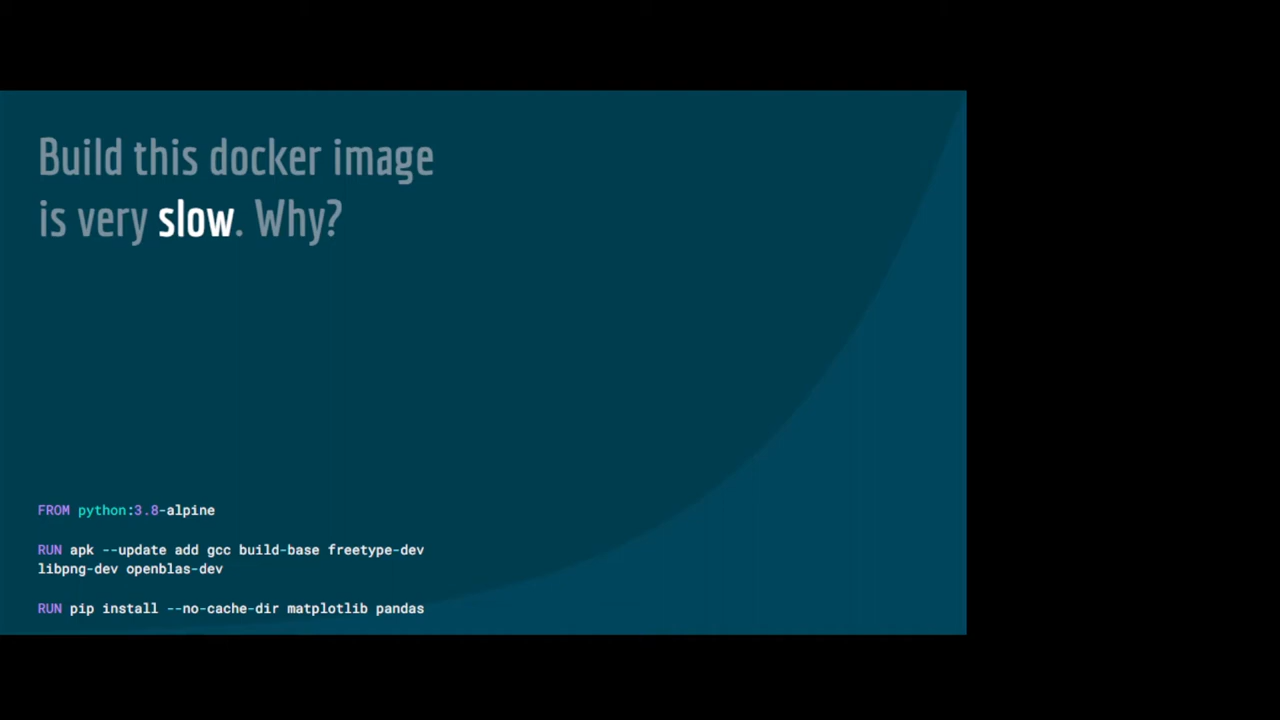 Build this docker image
is very slow. Why?
FROM python:3.8-alpine
RUN apk --update add gcc build-base freetype-dev
libpng-dev openblas-dev
RUN pip install --no-cache-dir matplotlib pandas